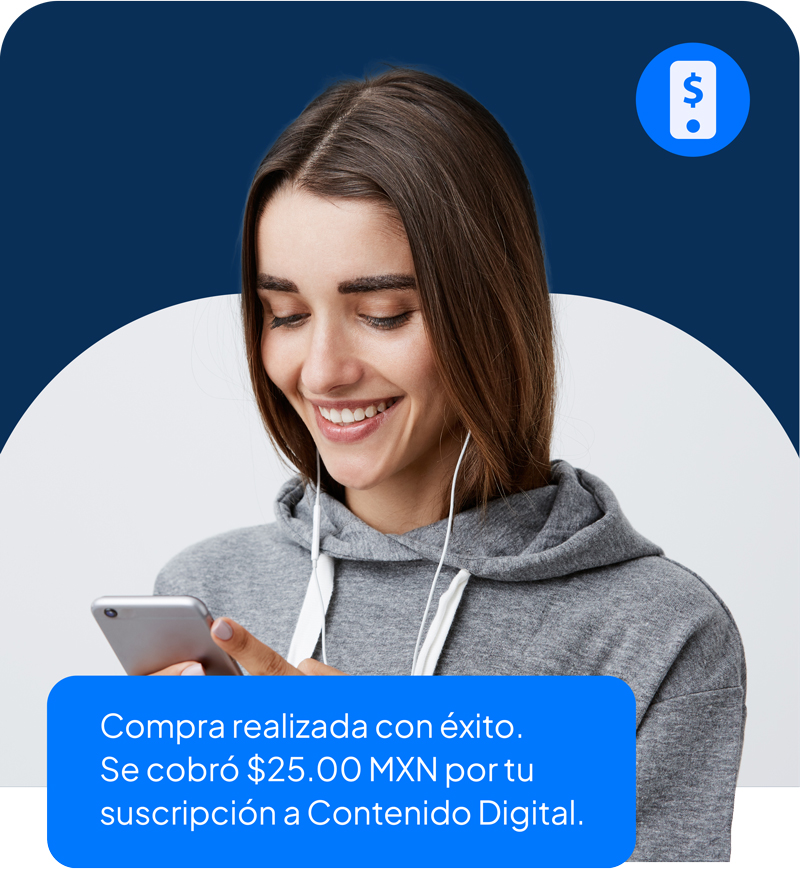 $
Compra realizada con éxito.
Se cobró $25.00 MXN por tu
suscripción a Contenido Digital.